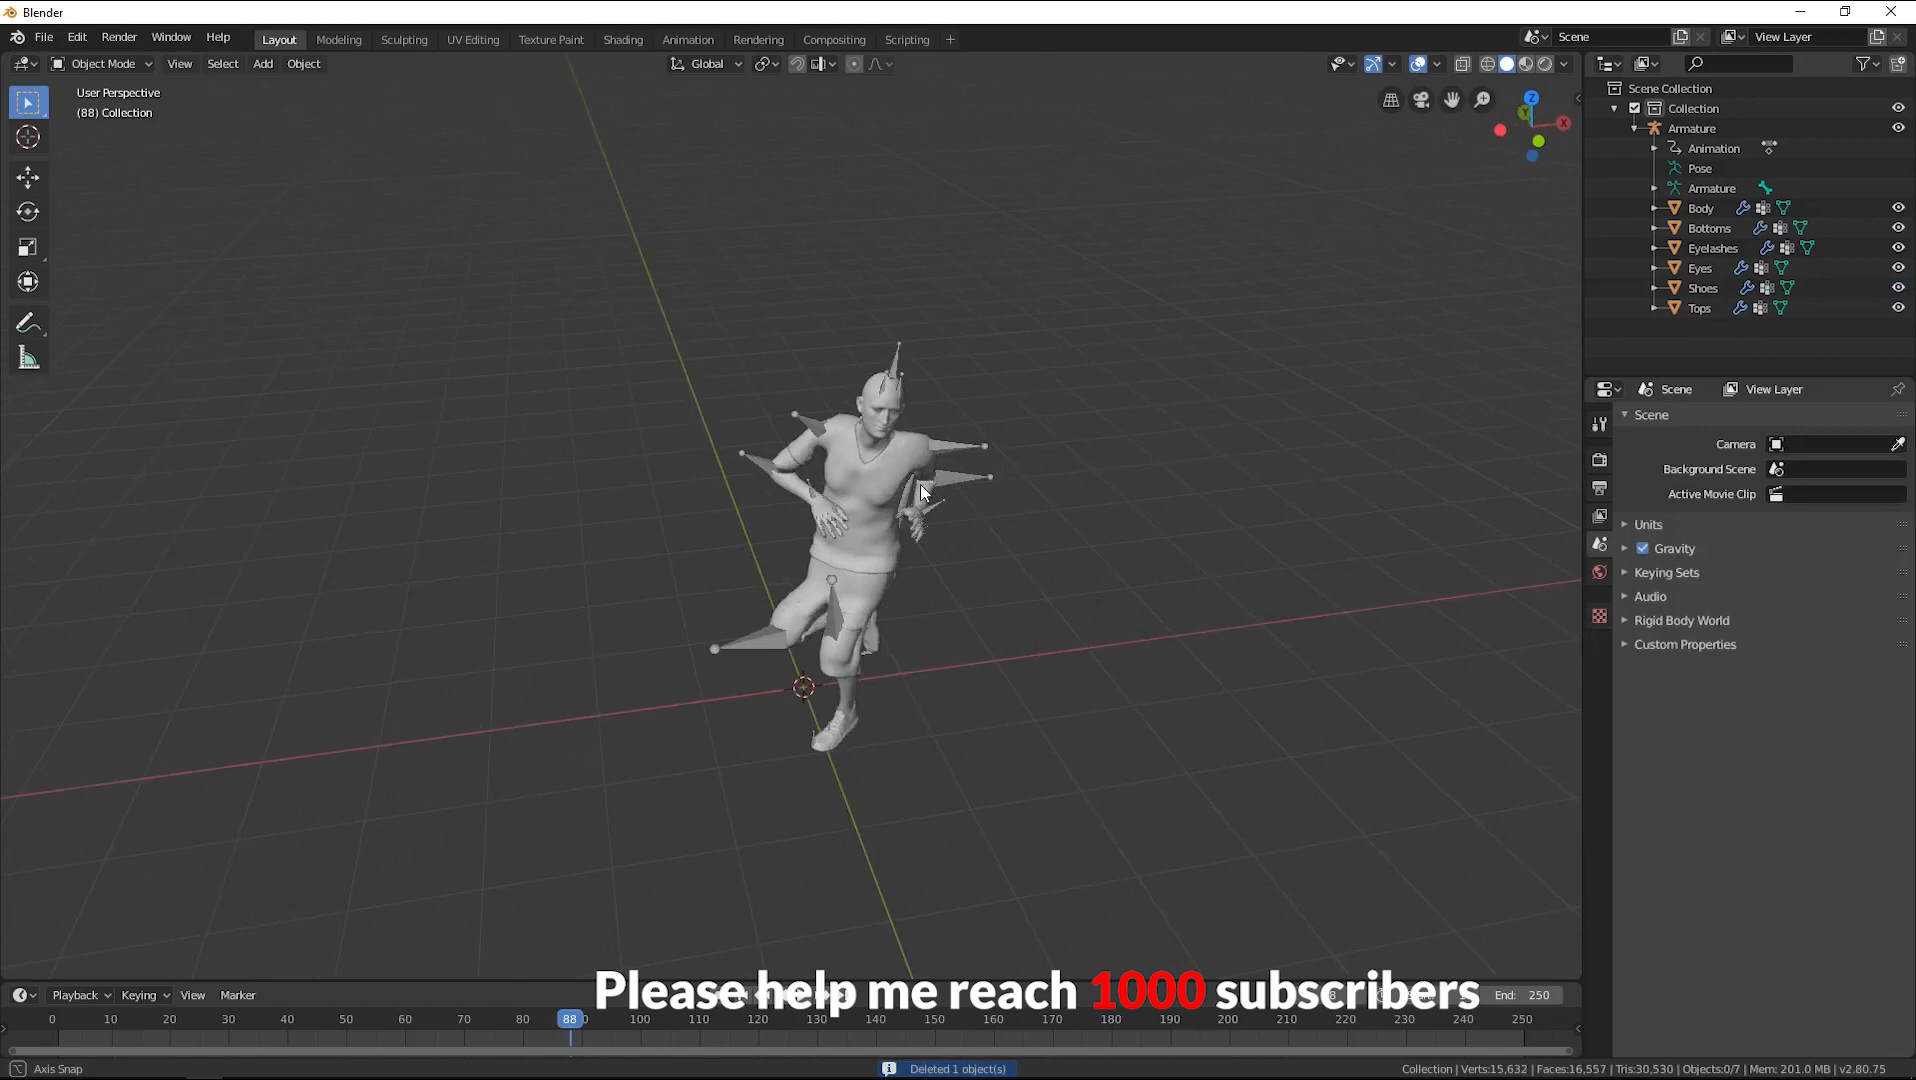 Blender
File Edit Render Window Help
Layout Modeling Sculpting UV Editing Texture Paint Shading Animation Rendering Compositing Scripting +
Scene
View Layer
Object Mode View Select Add Object
Global
User Perspective
(88) Collection
Z
Y
X
Scene Collection
Collection
Armature
Animation
Pose
Armature
Body
Bottoms
Eyelashes
Eyes
Shoes
Tops
Scene View Layer
Scene
Camera
Background Scene
Active Movie Clip
Units
Gravity
Keying Sets
Audio
Rigid Body World
Custom Properties
Playback Keying View Marker
Please help me reach 1000 subscribers
End: 250
0 10 20 30 40 50 60 70 80 88 100 110 120 130 140 150 160 170 180 190 200 210 220 230 240 250
Axis Snap
Deleted 1 object(s)
Collection | Verts:15,632 | Faces:16,557 | Tris:30,530 | Objects:0/7 | Mem: 201.0 MB | v2.80.75